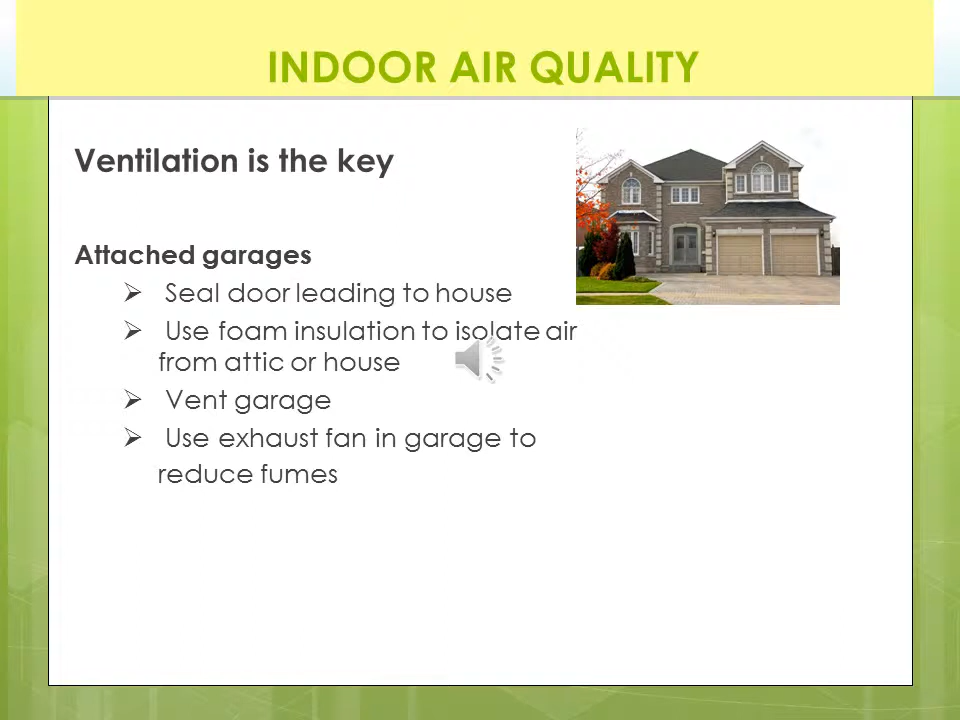 INDOOR AIR QUALITY
Ventilation is the key
Attached garages
➢ Seal door leading to house
➢ Use foam insulation to isolate air
from attic or house
➢ Vent garage
➢ Use exhaust fan in garage to
reduce fumes